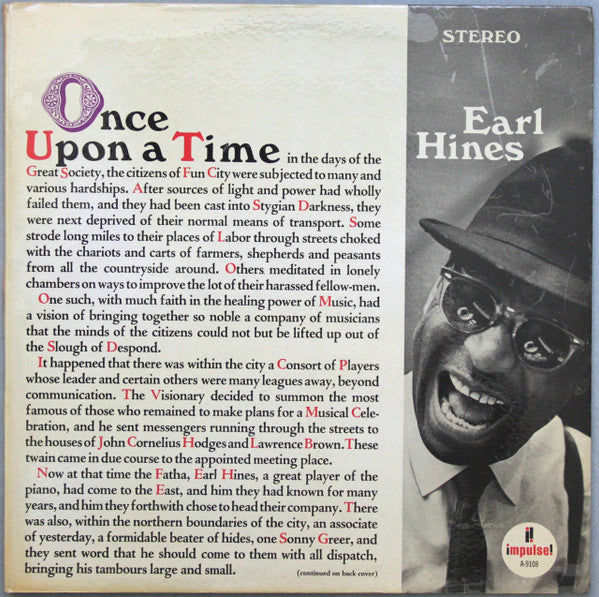 Once
Upon a Time in the days of the
Great Society, the citizens of Fun City were subjected to many and
various hardships. After sources of light and power had wholly
failed them, and they had been cast into Stygian Darkness, they
were next deprived of their normal means of transport. Some
strode long miles to their places of Labor through streets choked
with the chariots and carts of farmers, shepherds and peasants
from all the countryside around. Others meditated in lonely
chambers on ways to improve the lot of their harassed fellow-men.
One such, with much faith in the healing power of Music, had
a vision of bringing together so noble a company of musicians
that the minds of the citizens could not but be lifted up out of
the Slough of Despond.
It happened that there was within the city a Consort of Players
whose leader and certain others were many leagues away, beyond
communication. The Visionary decided to summon the most
famous of those who remained to make plans for a Musical Cele-
bration, and he sent messengers running through the streets to
the houses of John Cornelius Hodges and Lawrence Brown. These
twain came in due course to the appointed meeting place.
Now at that time the Fatha, Earl Hines, a great player of the
piano, had come to the East, and him they had known for many
years, and him they forthwith chose to head their company. There
was also, within the northern boundaries of the city, an associate
of yesterday, a formidable beater of hides, one Sonny Greer, and
they sent word that he should come to them with all dispatch,
bringing his tambours large and small. (continued on back cover)
STEREO
Earl
Hines
i!
impulse!
A-9108